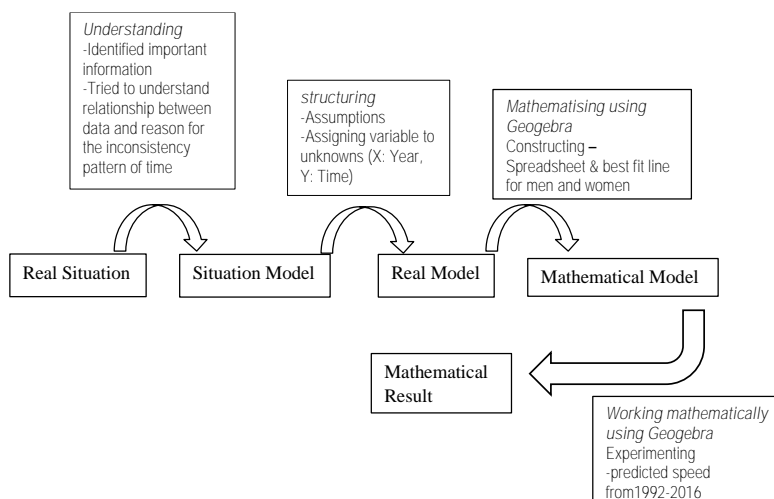 Understanding
-Identified important
information
-Tried to understand
relationship between
data and reason for
the inconsistency
pattern of time
structuring
-Assumptions
-Assigning variable to
unknowns (X: Year,
Y: Time)
Mathematising using
Geogebra
Constructing –
Spreadsheet & best fit line
for men and women
Real Situation
Situation Model
Real Model
Mathematical Model
Mathematical
Result
Working mathematically
using Geogebra
Experimenting
-predicted speed
from1992-2016